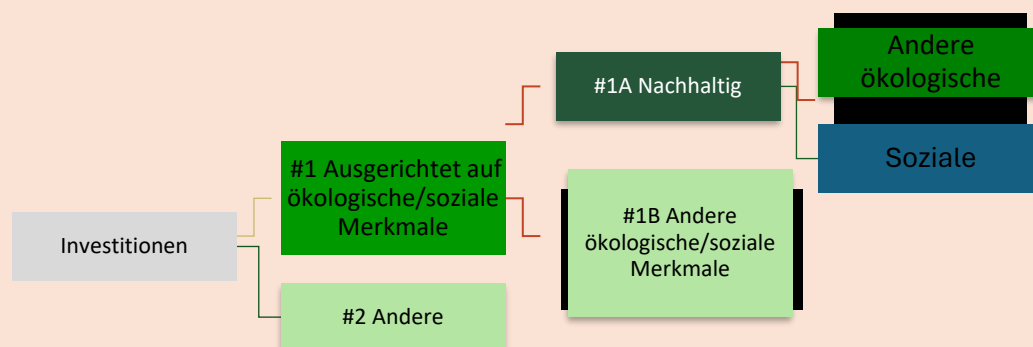 Investitionen
#1 Ausgerichtet auf
ökologische/soziale
Merkmale
#2 Andere
#1A Nachhaltig
#1B Andere
ökologische/soziale
Merkmale
Andere
ökologische
Soziale